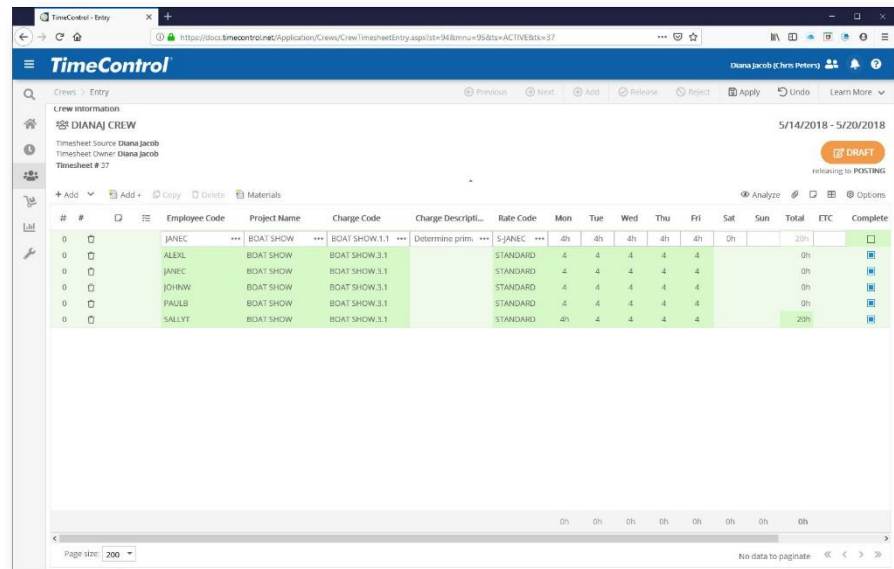 TimeControl - Entry
https://docs.timecontrol.net/Application/Crews/CrewTimesheetEntry.aspx?st=94&mnu=95&ts=ACTIVE&tk=37
TimeControl
Diana Jacob (Chris Peters)
Crews > Entry
Previous Next Add Release Reject Apply Undo Learn More
Crew Information
DIANAJ CREW 5/14/2018 - 5/20/2018
Timesheet Source Diana Jacob
Timesheet Owner Diana Jacob
Timesheet # 37
DRAFT
releasing to POSTING
+ Add Add + Copy Delete Materials Analyze Options
# # Employee Code Project Name Charge Code Charge Descripti... Rate Code Mon Tue Wed Thu Fri Sat Sun Total ETC Complete
0 JANEC ... BOAT SHOW ... BOAT SHOW.1.1 ... Determine prim. ... S-JANEC ... 4h 4h 4h 4h 4h 0h 20h
0 ALEXL BOAT SHOW BOAT SHOW.3.1 STANDARD 4 4 4 4 4 0h
0 JANEC BOAT SHOW BOAT SHOW.3.1 STANDARD 4 4 4 4 4 0h
0 JOHNW BOAT SHOW BOAT SHOW.3.1 STANDARD 4 4 4 4 4 0h
0 PAULB BOAT SHOW BOAT SHOW.3.1 STANDARD 4 4 4 4 4 0h
0 SALLYT BOAT SHOW BOAT SHOW.3.1 STANDARD 4h 4 4 4 4 20h
0h 0h 0h 0h 0h 0h 0h 0h
Page size: 200 No data to paginate